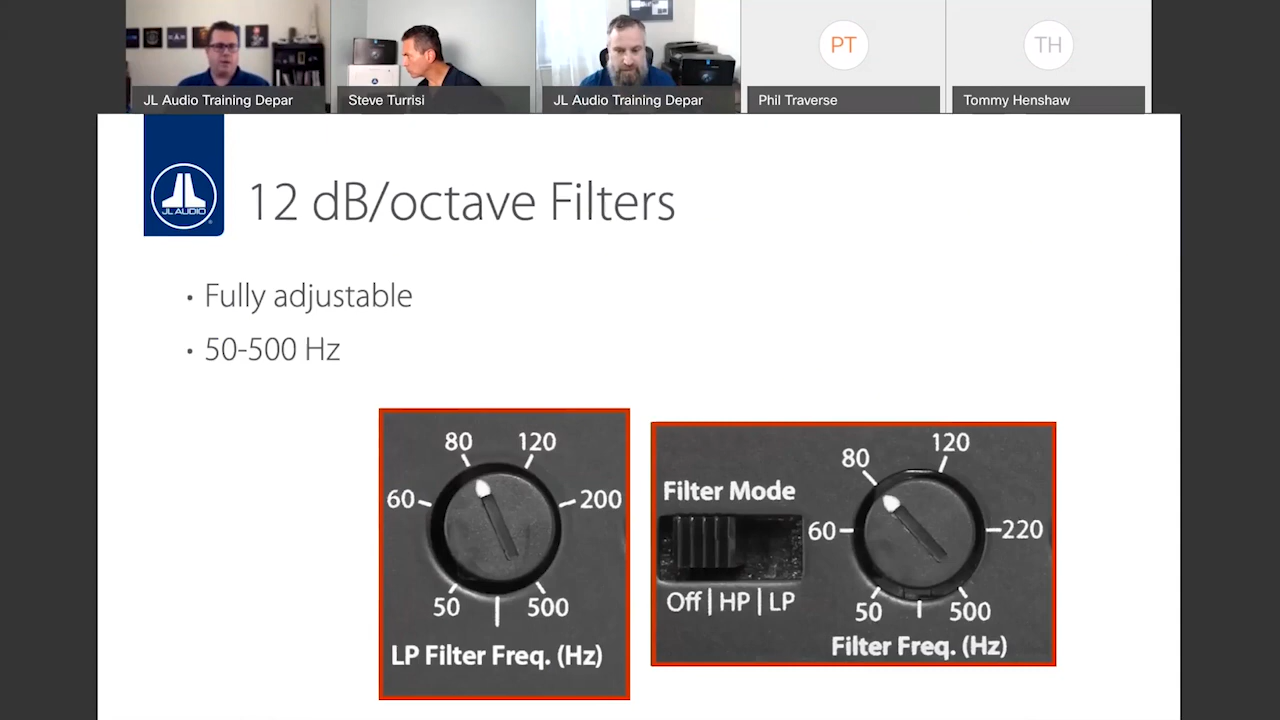 JL Audio Training Depar
Steve Turrisi
JL Audio Training Depar
PT
Phil Traverse
TH
Tommy Henshaw
JL AUDIO
12 dB/octave Filters
• Fully adjustable
• 50-500 Hz
80 120
60 200
50 500
LP Filter Freq. (Hz)
Filter Mode
Off | HP | LP
80 120
60 220
50 500
Filter Freq. (Hz)